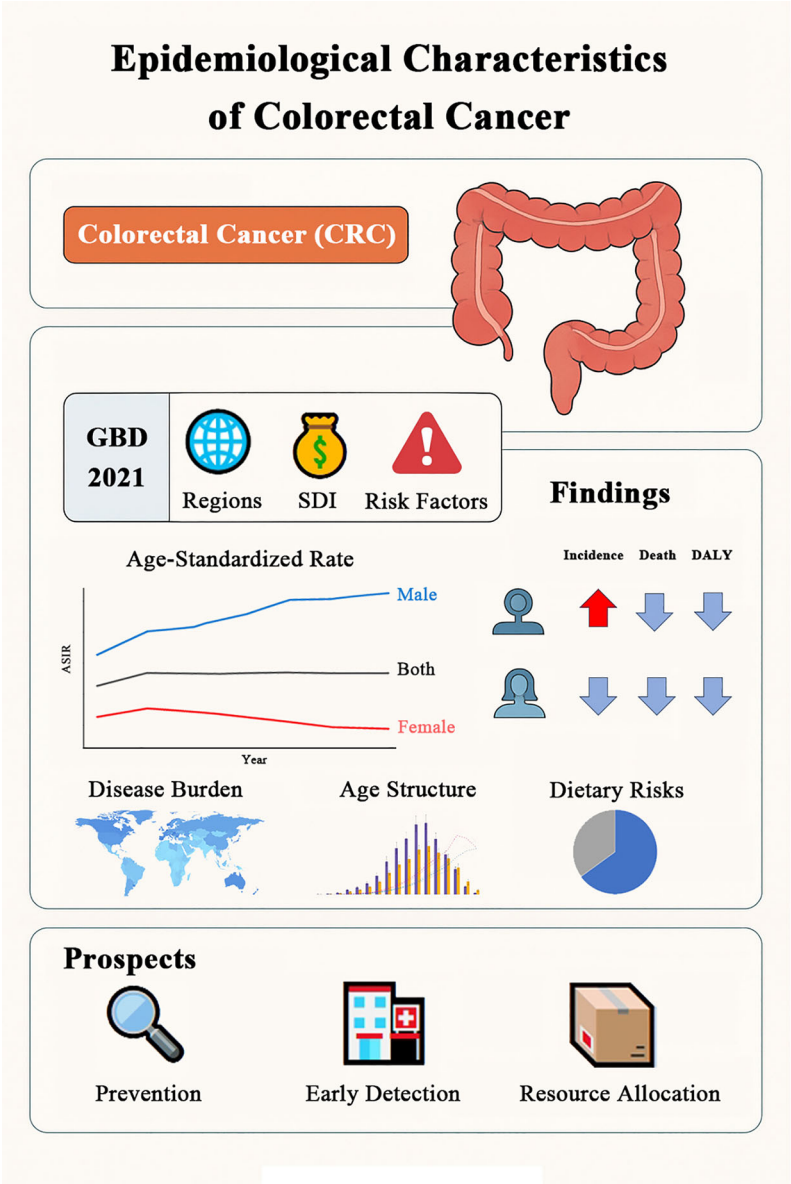 Epidemiological Characteristics
of Colorectal Cancer
Colorectal Cancer (CRC)
GBD
2021
Regions
SDI
Risk Factors
Findings
Incidence
Death
DALY
Age-Standardized Rate
ASIR
Male
Both
Female
Year
Disease Burden
Age Structure
Dietary Risks
$
!
Prospects
Prevention
Early Detection
Resource Allocation